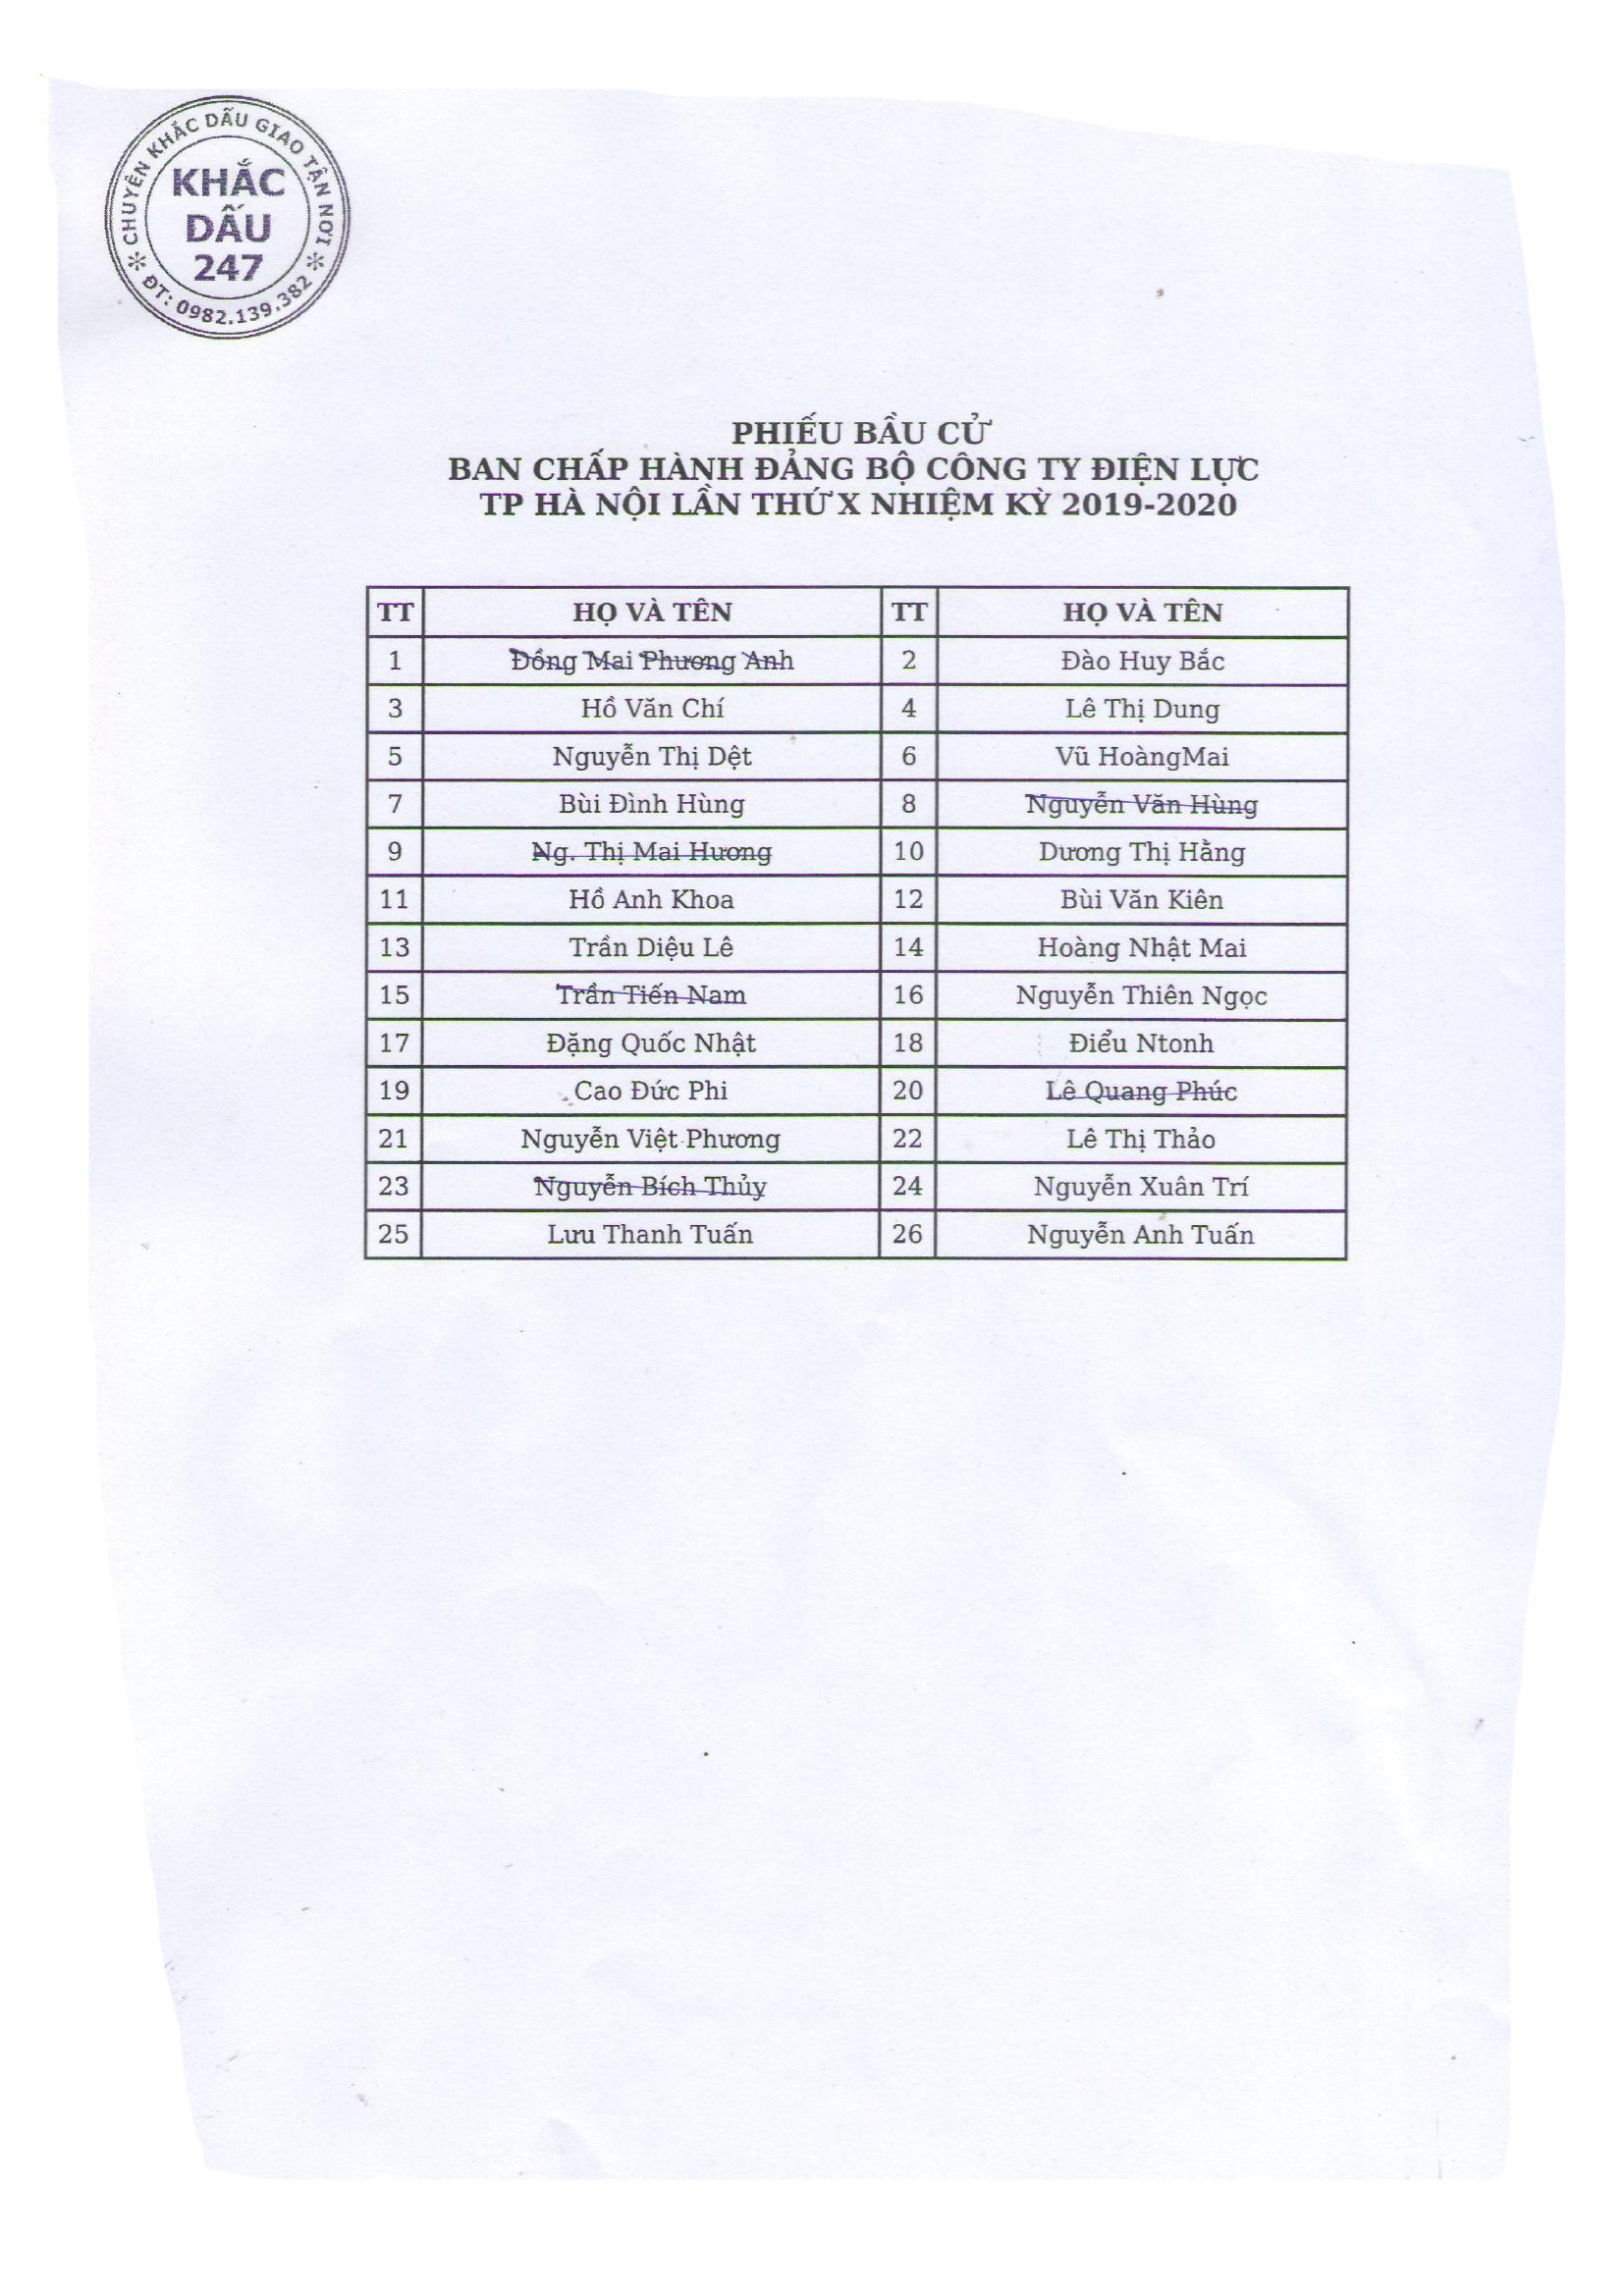 CHUYÊN KHẮC DẤU GIAO TẬN NƠI
KHẮC
DẤU
247
ĐT: 0982.139.382
PHIẾU BẦU CỬ
BAN CHẤP HÀNH ĐẢNG BỘ CÔNG TY ĐIỆN LỰC
TP HÀ NỘI LẦN THỨ X NHIỆM KỲ 2019-2020
TT HỌ VÀ TÊN TT HỌ VÀ TÊN
1 Đồng Mai Phương Anh 2 Đào Huy Bắc
3 Hồ Văn Chí 4 Lê Thị Dung
5 Nguyễn Thị Dệt 6 Vũ HoàngMai
7 Bùi Đình Hùng 8 Nguyễn Văn Hùng
9 Ng. Thị Mai Hương 10 Dương Thị Hằng
11 Hồ Anh Khoa 12 Bùi Văn Kiên
13 Trần Diệu Lê 14 Hoàng Nhật Mai
15 Trần Tiến Nam 16 Nguyễn Thiên Ngọc
17 Đặng Quốc Nhật 18 Điểu Ntonh
19 Cao Đức Phi 20 Lê Quang Phúc
21 Nguyễn Việt Phương 22 Lê Thị Thảo
23 Nguyễn Bích Thủy 24 Nguyễn Xuân Trí
25 Lưu Thanh Tuấn 26 Nguyễn Anh Tuấn